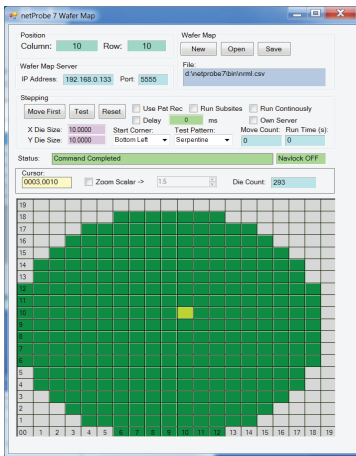 netProbe 7 Wafer Map
Position
Column: 10 Row: 10
Wafer Map
New Open Save
Wafer Map Server
IP Address: 192.168.0.133 Port: 5555
File:
d:\netprobe7\bin\nrml.csv
Stepping
Move First Test Reset Use Pat Rec Run Subsites Run Continously
Delay 0 ms Own Server
X Die Size: 10.0000 Start Corner: Test Pattern: Move Count: Run Time (s):
Y Die Size: 10.0000 Bottom Left Serpentine 0 0
Status: Command Completed Navlock OFF
Cursor:
0003,0010 Zoom Scalar -> 1.5 Die Count: 293
19
18
17
16
15
14
13
12
11
10
9
8
7
6
5
4
3
2
1
00 1 2 3 4 5 6 7 8 9 10 11 12 13 14 15 16 17 18 19